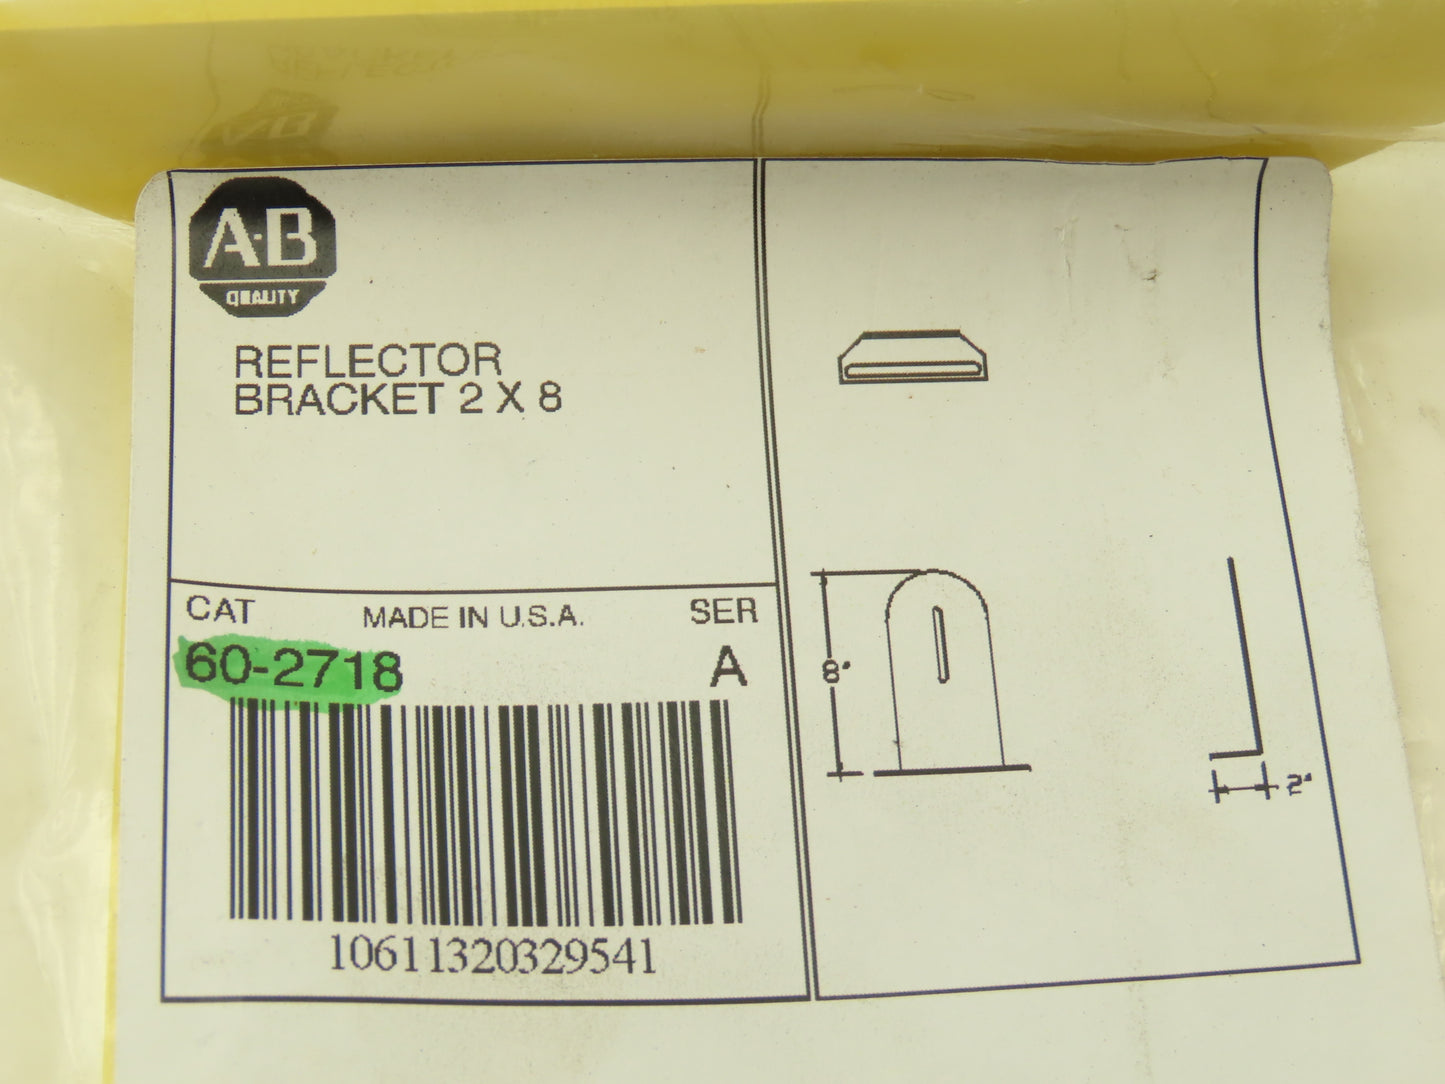 A-B
QUALITY
REFLECTOR
BRACKET 2 X 8
CAT MADE IN U.S.A. SER
60-2718 A
10611320329541
8"
2"